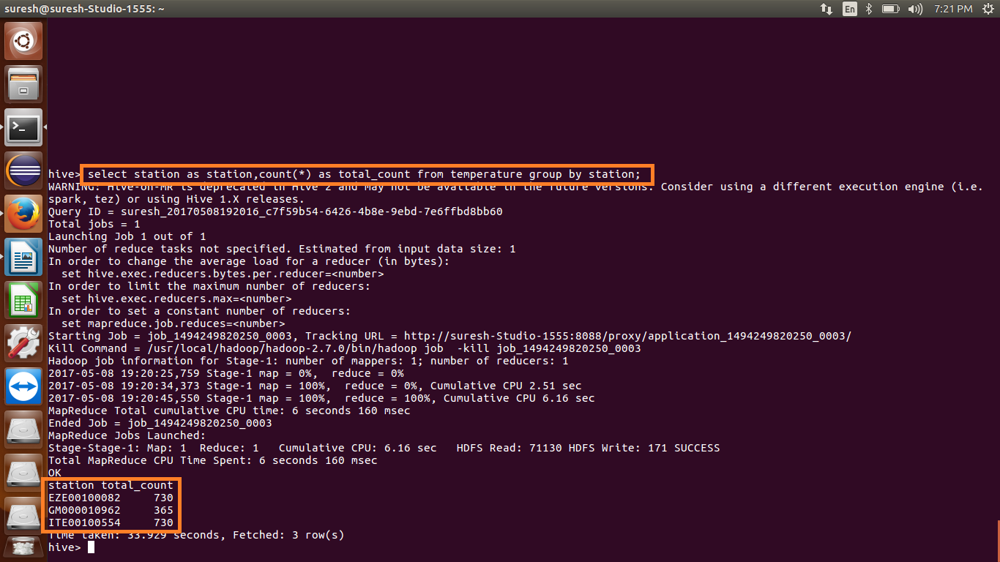 suresh@suresh-Studio-1555: ~
En
7:21 PM
hive> select station as station,count(*) as total_count from temperature group by station;
WARNING: Hive-on-MR is deprecated in Hive 2 and may not be available in the future versions. Consider using a different execution engine (i.e.
spark, tez) or using Hive 1.X releases.
Query ID = suresh_20170508192016_c7f59b54-6426-4b8e-9ebd-7e6ffbd8bb60
Total jobs = 1
Launching Job 1 out of 1
Number of reduce tasks not specified. Estimated from input data size: 1
In order to change the average load for a reducer (in bytes):
  set hive.exec.reducers.bytes.per.reducer=<number>
In order to limit the maximum number of reducers:
  set hive.exec.reducers.max=<number>
In order to set a constant number of reducers:
  set mapreduce.job.reduces=<number>
Starting Job = job_1494249820250_0003, Tracking URL = http://suresh-Studio-1555:8088/proxy/application_1494249820250_0003/
Kill Command = /usr/local/hadoop/hadoop-2.7.0/bin/hadoop job  -kill job_1494249820250_0003
Hadoop job information for Stage-1: number of mappers: 1; number of reducers: 1
2017-05-08 19:20:25,759 Stage-1 map = 0%,  reduce = 0%
2017-05-08 19:20:34,373 Stage-1 map = 100%,  reduce = 0%, Cumulative CPU 2.51 sec
2017-05-08 19:20:45,550 Stage-1 map = 100%,  reduce = 100%, Cumulative CPU 6.16 sec
MapReduce Total cumulative CPU time: 6 seconds 160 msec
Ended Job = job_1494249820250_0003
MapReduce Jobs Launched:
Stage-Stage-1: Map: 1  Reduce: 1   Cumulative CPU: 6.16 sec   HDFS Read: 71130 HDFS Write: 171 SUCCESS
Total MapReduce CPU Time Spent: 6 seconds 160 msec
OK
station total_count
EZE00100082     730
GM000010962     365
ITE00100554     730
Time taken: 33.929 seconds, Fetched: 3 row(s)
hive>